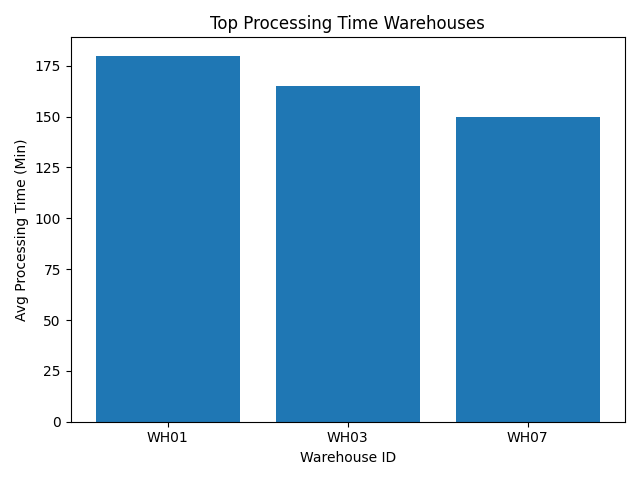 Top Processing Time Warehouses
Avg Processing Time (Min)
175
150
125
100
75
50
25
0
WH01 WH03 WH07
Warehouse ID